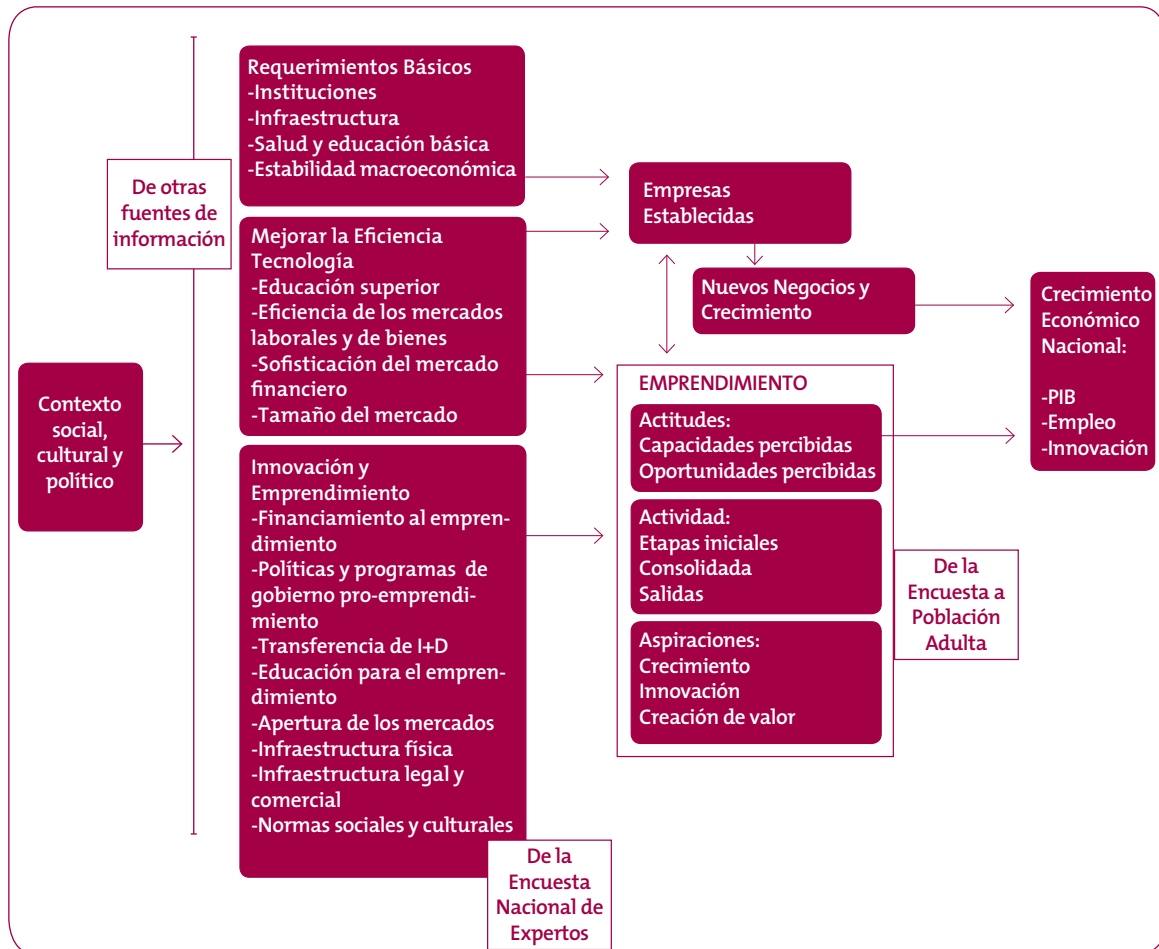 Contexto
social,
cultural y
político
De otras
fuentes de
información
Requerimientos Básicos
-Instituciones
-Infraestructura
-Salud y educación básica
-Estabilidad macroeconómica
Mejorar la Eficiencia
Tecnología
-Educación superior
-Eficiencia de los mercados
laborales y de bienes
-Sofisticación del mercado
financiero
-Tamaño del mercado
Innovación y
Emprendimiento
-Financiamiento al empren-
dimiento
-Políticas y programas de
gobierno pro-emprendi-
miento
-Transferencia de I+D
-Educación para el empren-
dimiento
-Apertura de los mercados
-Infraestructura física
-Infraestructura legal y
comercial
-Normas sociales y culturales
De la
Encuesta
Nacional de
Expertos
Empresas
Establecidas
Nuevos Negocios y
Crecimiento
EMPRENDIMIENTO
Actitudes:
Capacidades percibidas
Oportunidades percibidas
Actividad:
Etapas iniciales
Consolidada
Salidas
Aspiraciones:
Crecimiento
Innovación
Creación de valor
De la
Encuesta a
Población
Adulta
Crecimiento
Económico
Nacional:
-PIB
-Empleo
-Innovación